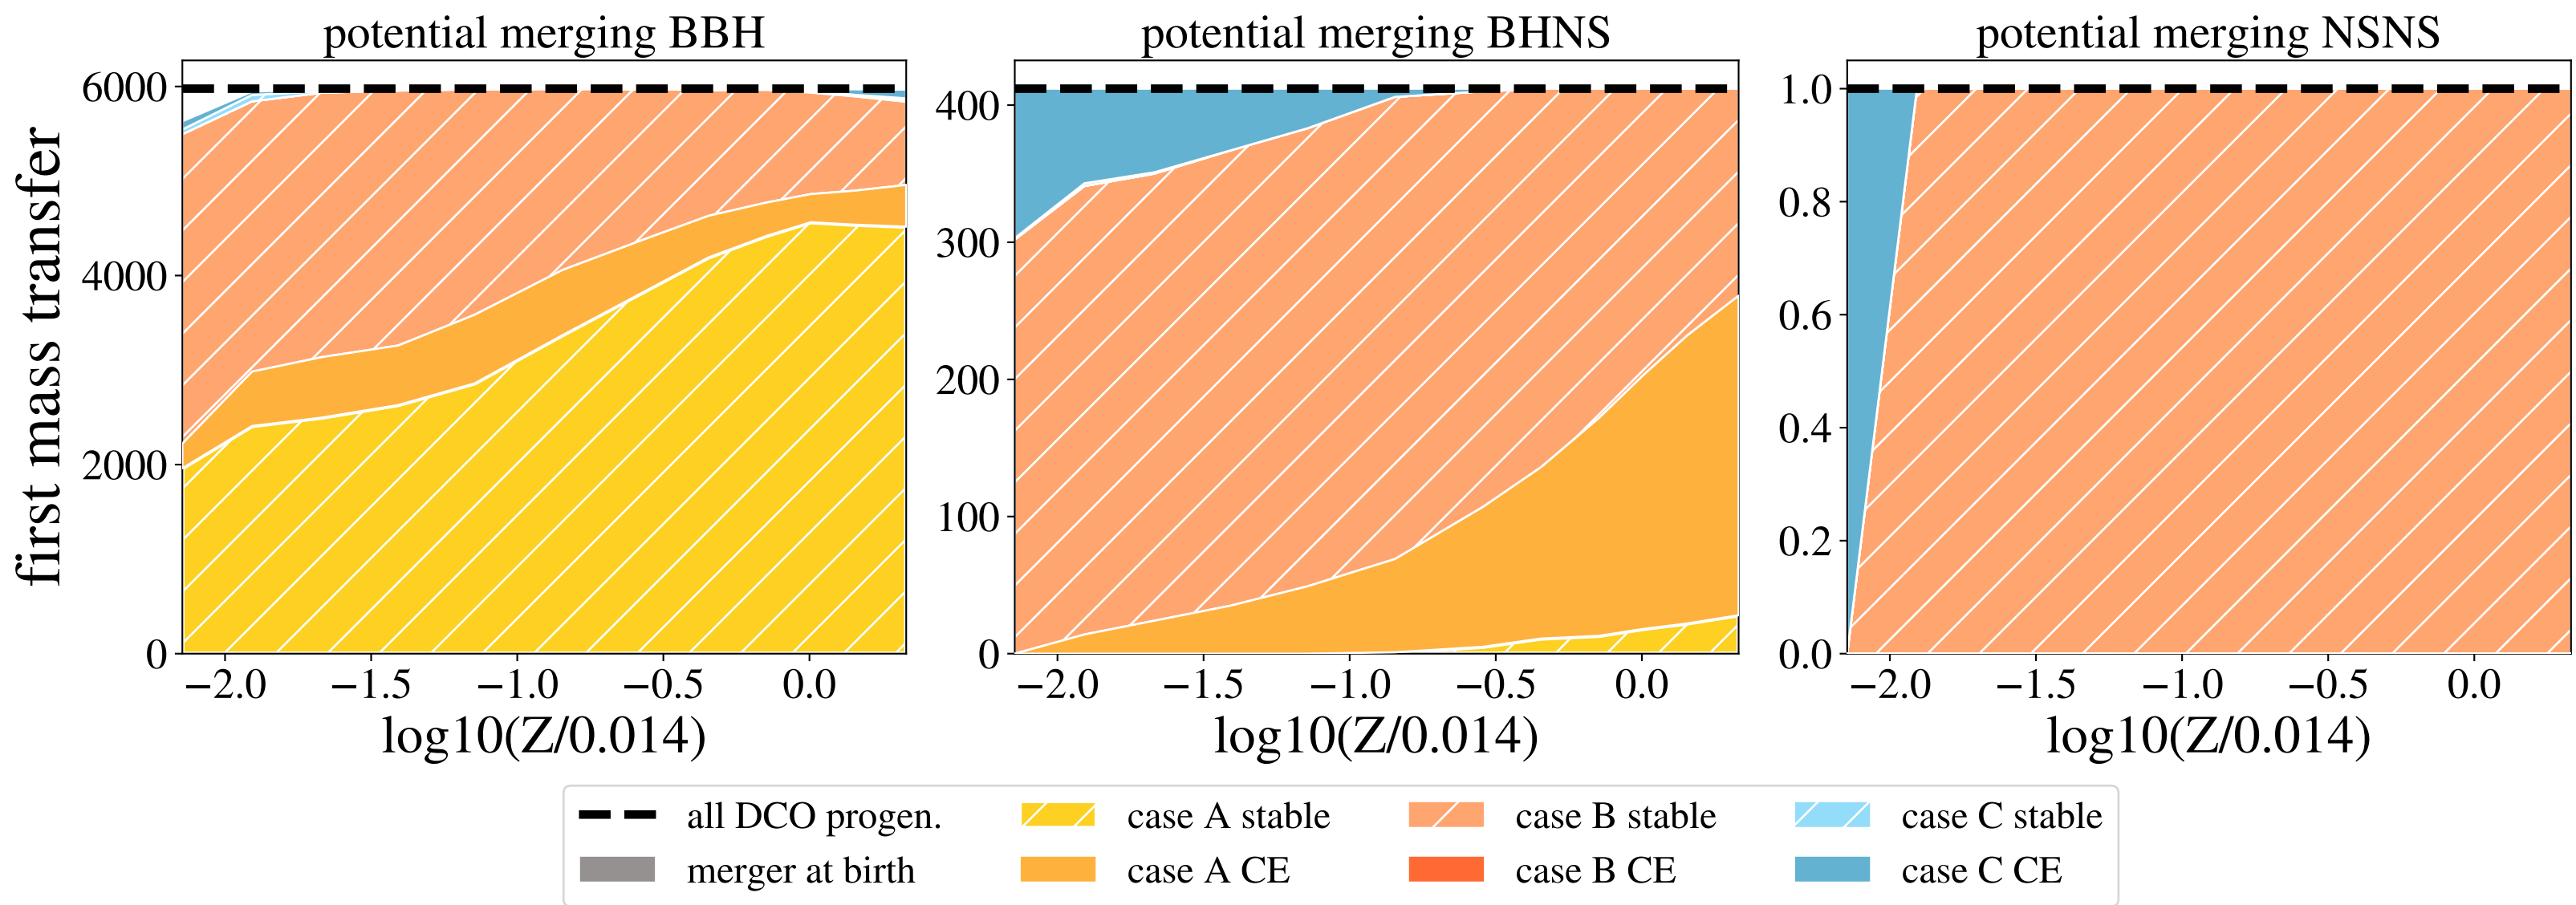 potential merging BBH
potential merging BHNS
potential merging NSNS
first mass transfer
6000
4000
2000
0
−2.0
−1.5
−1.0
−0.5
0.0
log10(Z/0.014)
400
300
200
100
0
−2.0
−1.5
−1.0
−0.5
0.0
log10(Z/0.014)
1.0
0.8
0.6
0.4
0.2
0.0
−2.0
−1.5
−1.0
−0.5
0.0
log10(Z/0.014)
all DCO progen.
merger at birth
case A stable
case A CE
case B stable
case B CE
case C stable
case C CE